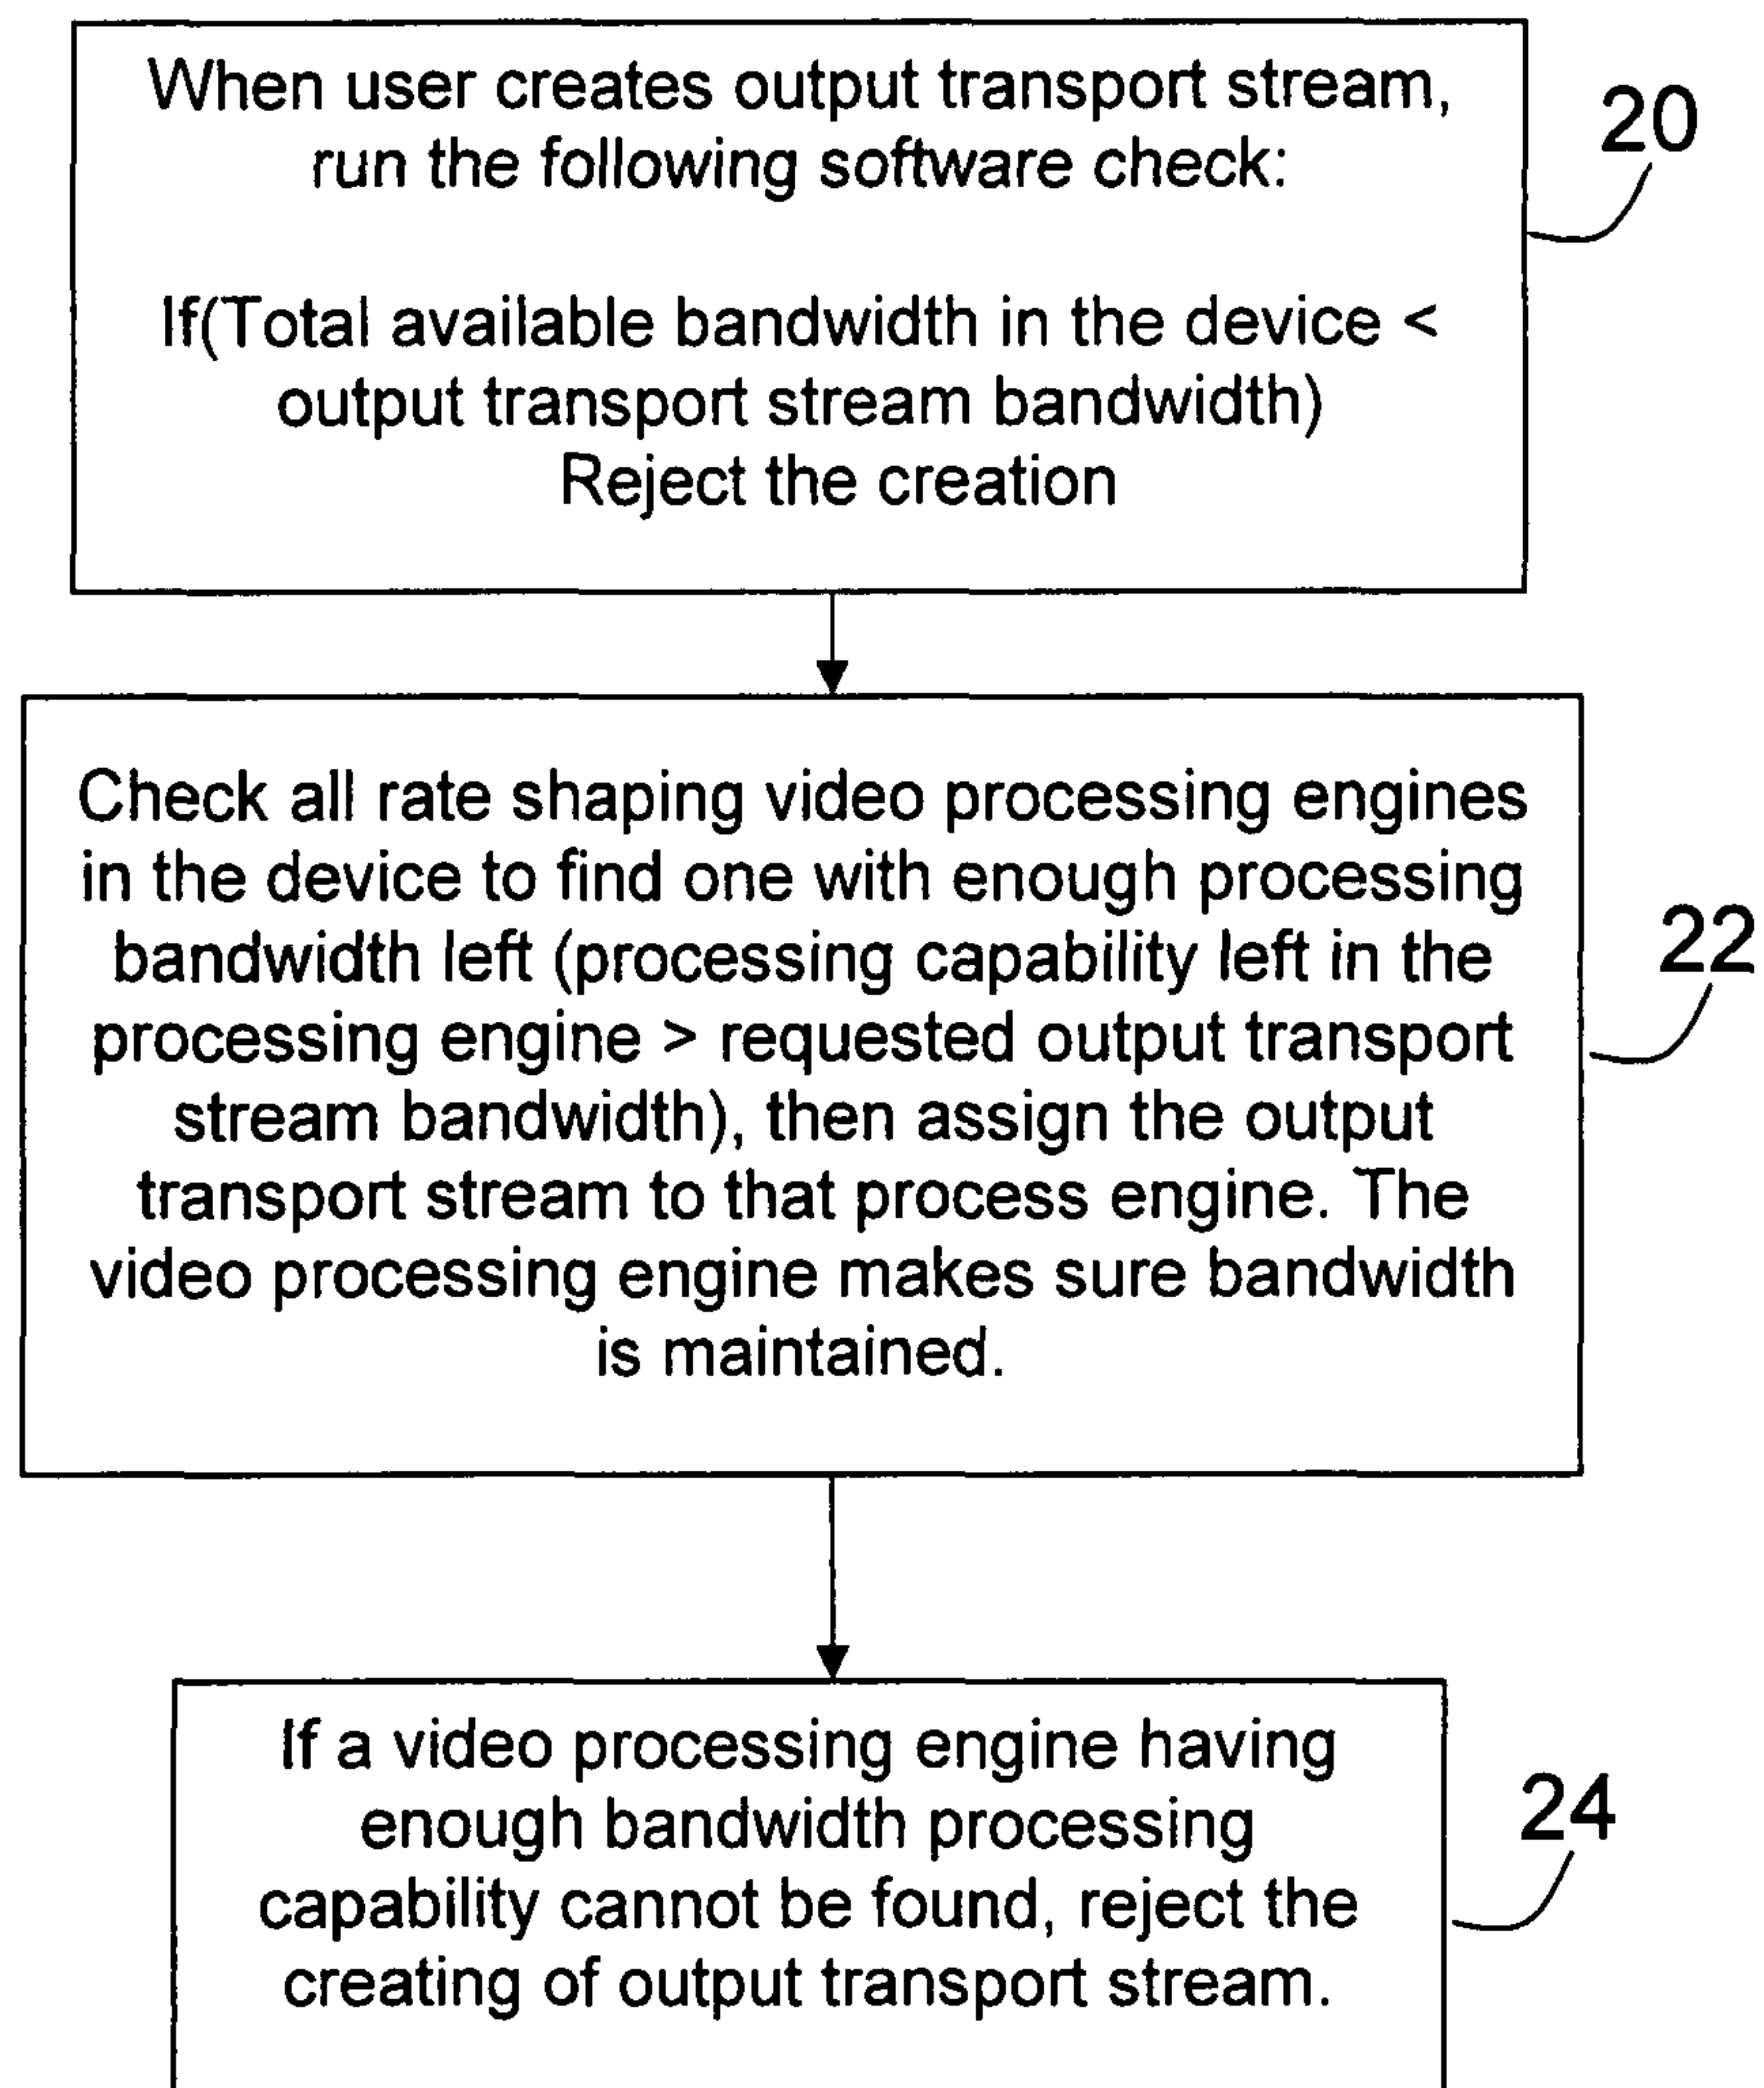 When user creates output transport stream,
run the following software check:
20
If(Total available bandwidth in the device <
output transport stream bandwidth)
Reject the creation
Check all rate shaping video processing engines
in the device to find one with enough processing
bandwidth left (processing capability left in the
22
processing engine > requested output transport
stream bandwidth), then assign the output
transport stream to that process engine. The
video processing engine makes sure bandwidth
is maintained.
If a video processing engine having
enough bandwidth processing
24
capability cannot be found, reject the
creating of output transport stream.